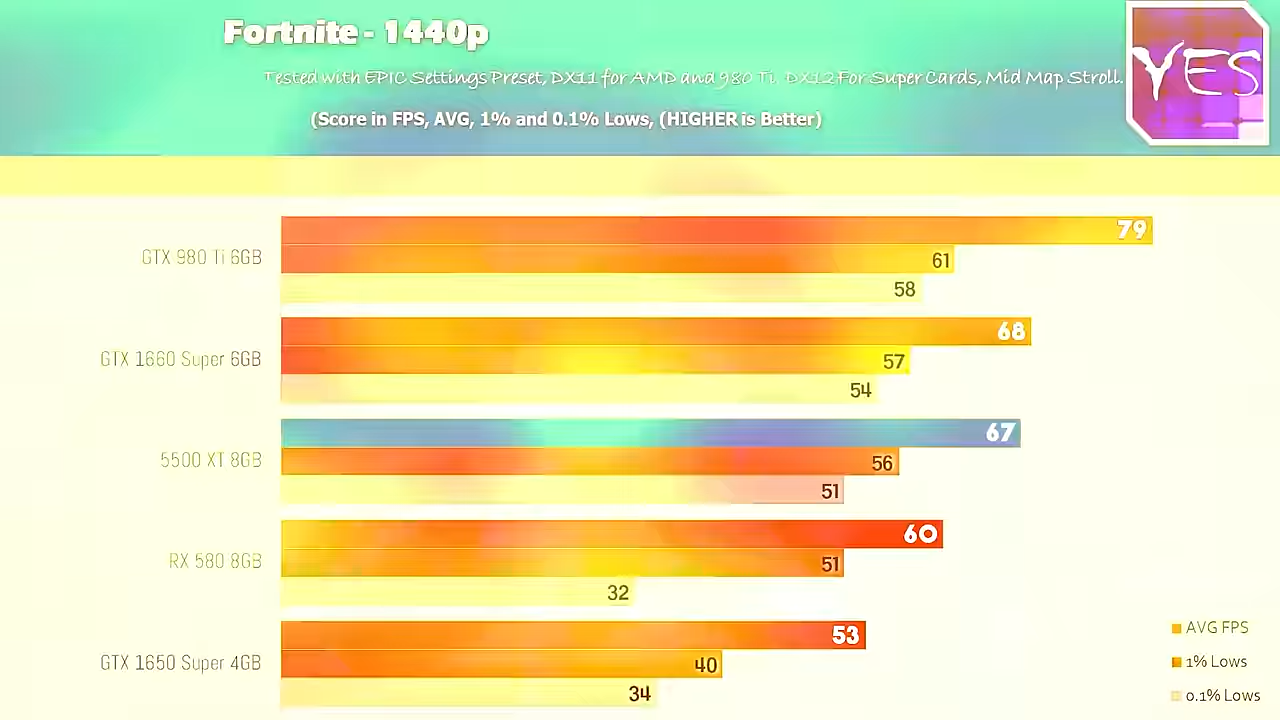 Fortnite - 1440p
Tested with EPIC Settings Preset, DX11 for AMD and 980 Ti. DX12 For Super Cards, Mid Map Stroll.
(Score in FPS, AVG, 1% and 0.1% Lows, (HIGHER is Better)
YES
GTX 980 Ti 6GB
79
61
58
GTX 1660 Super 6GB
68
57
54
5500 XT 8GB
67
56
51
RX 580 8GB
60
51
32
GTX 1650 Super 4GB
53
40
34
AVG FPS
1% Lows
0.1% Lows